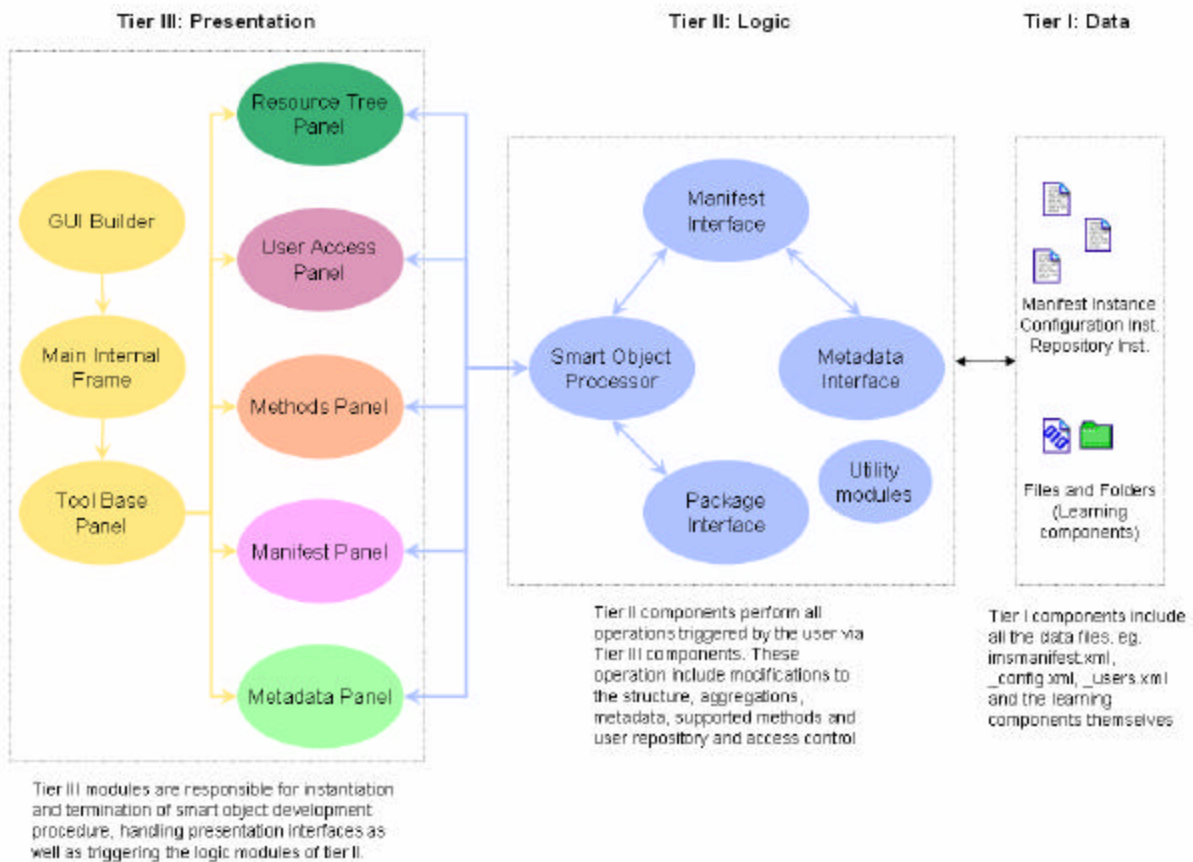 Tier III: Presentation
Tier II: Logic
Tier I: Data
Resource Tree
Panel
GUI Builder
User Access
Panel
Main Internal
Frame
Methods Panel
Tool Base
Panel
Manifest Panel
Metadata Panel
Manifest
Interface
Smart Object
Processor
Metadada
Interface
Package
Interface
Utility
modules
Manifest Instance
Configuration Inst.
Repository Inst.
Files and Folders
(Learning
components)
Tier II components perform all
operations triggered by the user via
Tier III components. These
operation include modifications to
the structure, aggregations,
metadata, supported methods and
user repository and access control
Tier I components include
all the data files, eg.
imsmanifest.xml,
_config.xml, _users.xml
and the learning
components themselves
Tier III modules are responsible for instantiation
and termination of smart object development
procedure, handling presentation interfaces as
well as triggering the logic modules of tier II.